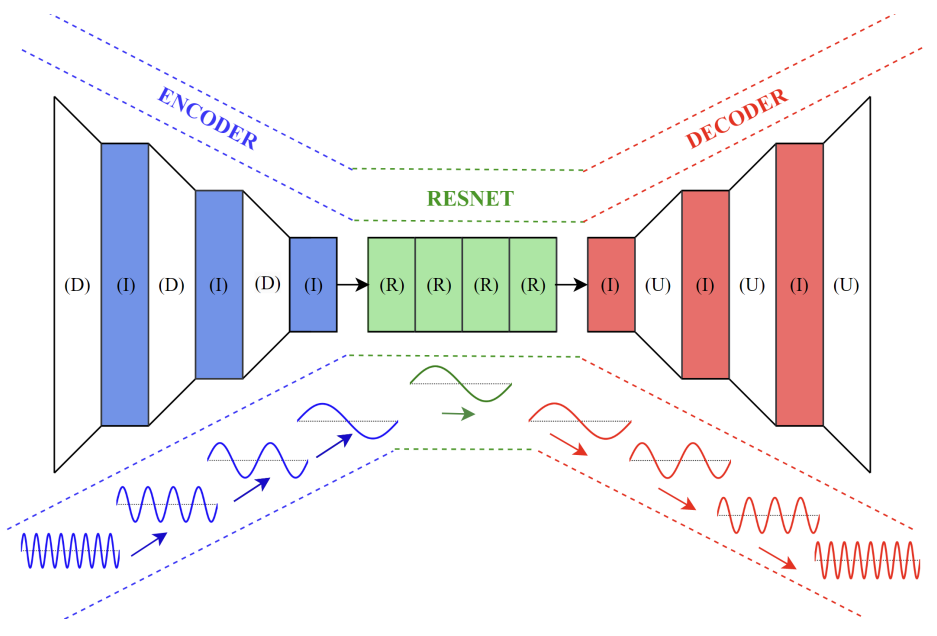 ENCODER
DECODER
RESNET
(D) (I) (D) (I) (D) (I) (R) (R) (R) (R) (I) (U) (I) (U) (I) (U)